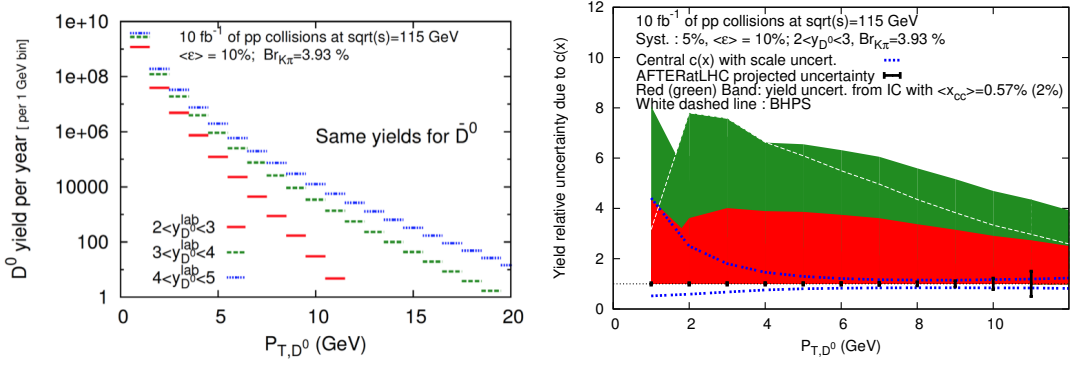 D⁰ yield per year [ per 1 GeV bin]
1e+10
1e+08
1e+06
10000
100
1
10 fb⁻¹ of pp collisions at sqrt(s)=115 GeV
<ε> = 10%; Br_Kπ=3.93 %
Same yields for D̄⁰
2<y_D⁰^lab<3
3<y_D⁰^lab<4
4<y_D⁰^lab<5
0 5 10 15 20
P_T,D⁰ (GeV)
Yield relative uncertainty due to c(x)
12
10
8
6
4
2
0
10 fb⁻¹ of pp collisions at sqrt(s)=115 GeV
Syst. : 5%, <ε> = 10%; 2<y_D⁰<3, Br_Kπ=3.93 %
Central c(x) with scale uncert.
AFTERatLHC projected uncertainty
Red (green) Band: yield uncert. from IC with <x_cc>=0.57% (2%)
White dashed line : BHPS
0 2 4 6 8 10
P_T,D⁰ (GeV)